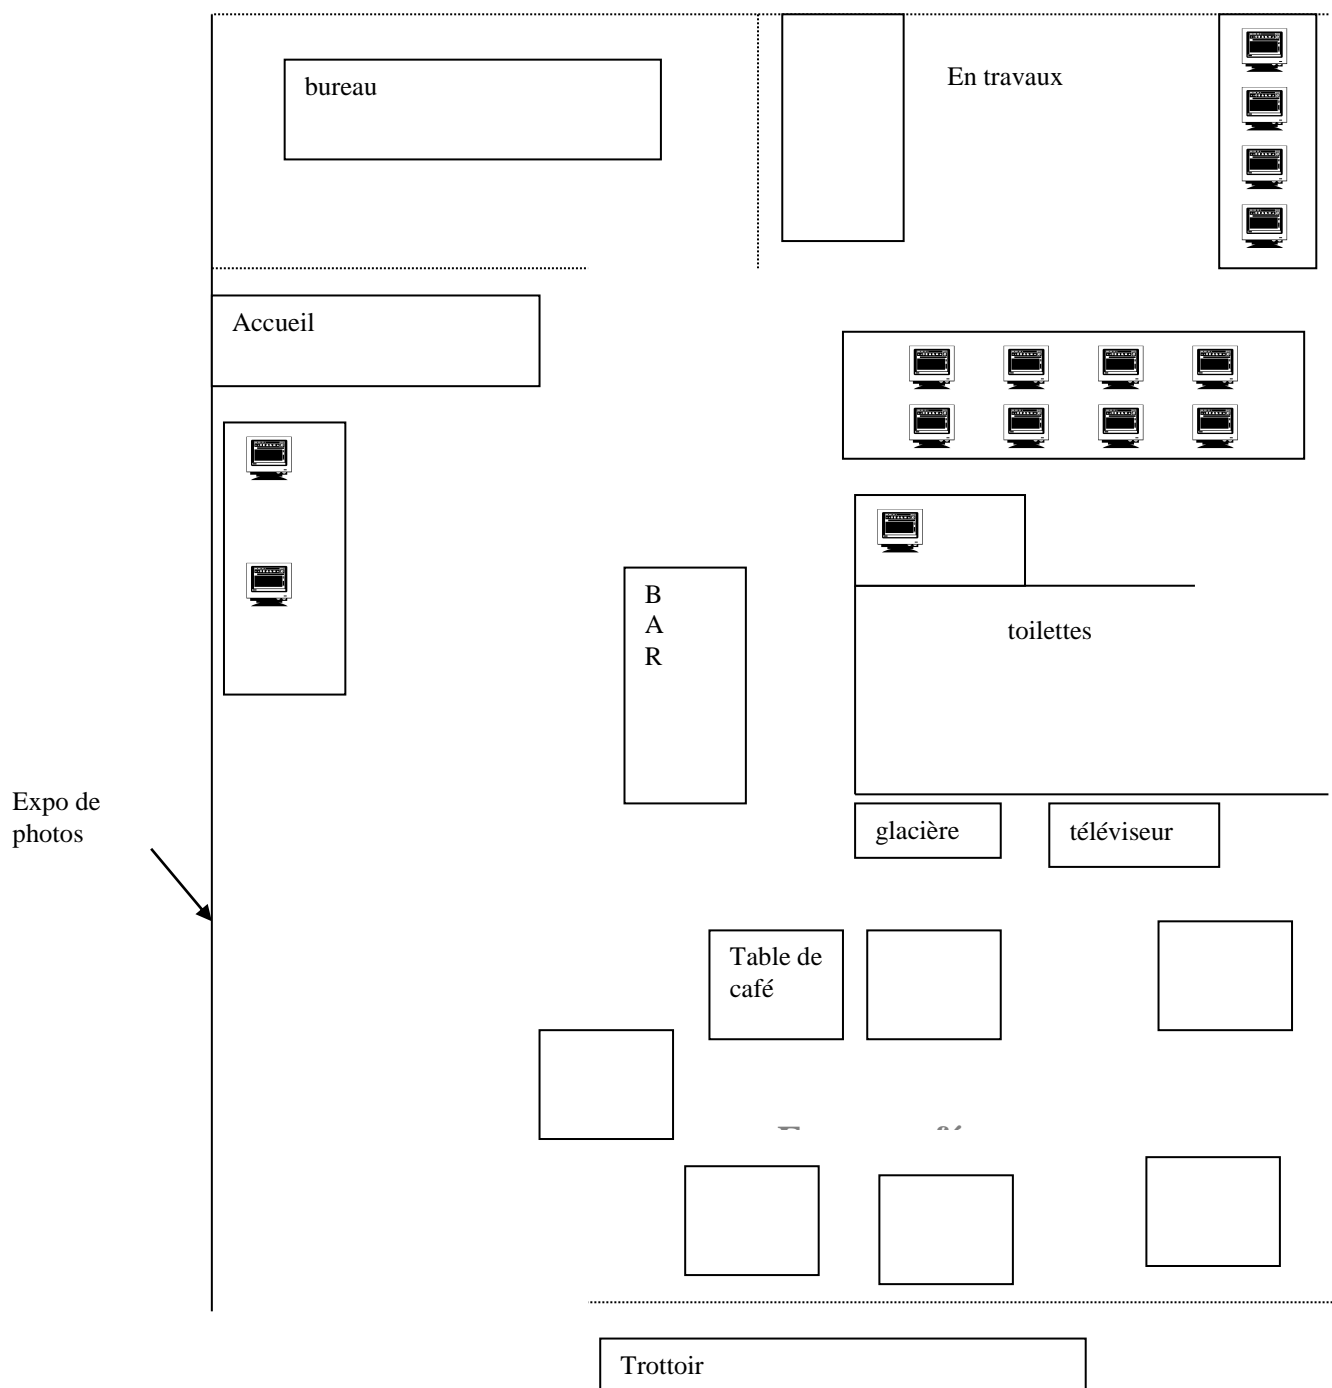 bureau
En travaux
Accueil
B
A
R
toilettes
Expo de
photos
glacière
téléviseur
Table de
café
Trottoir